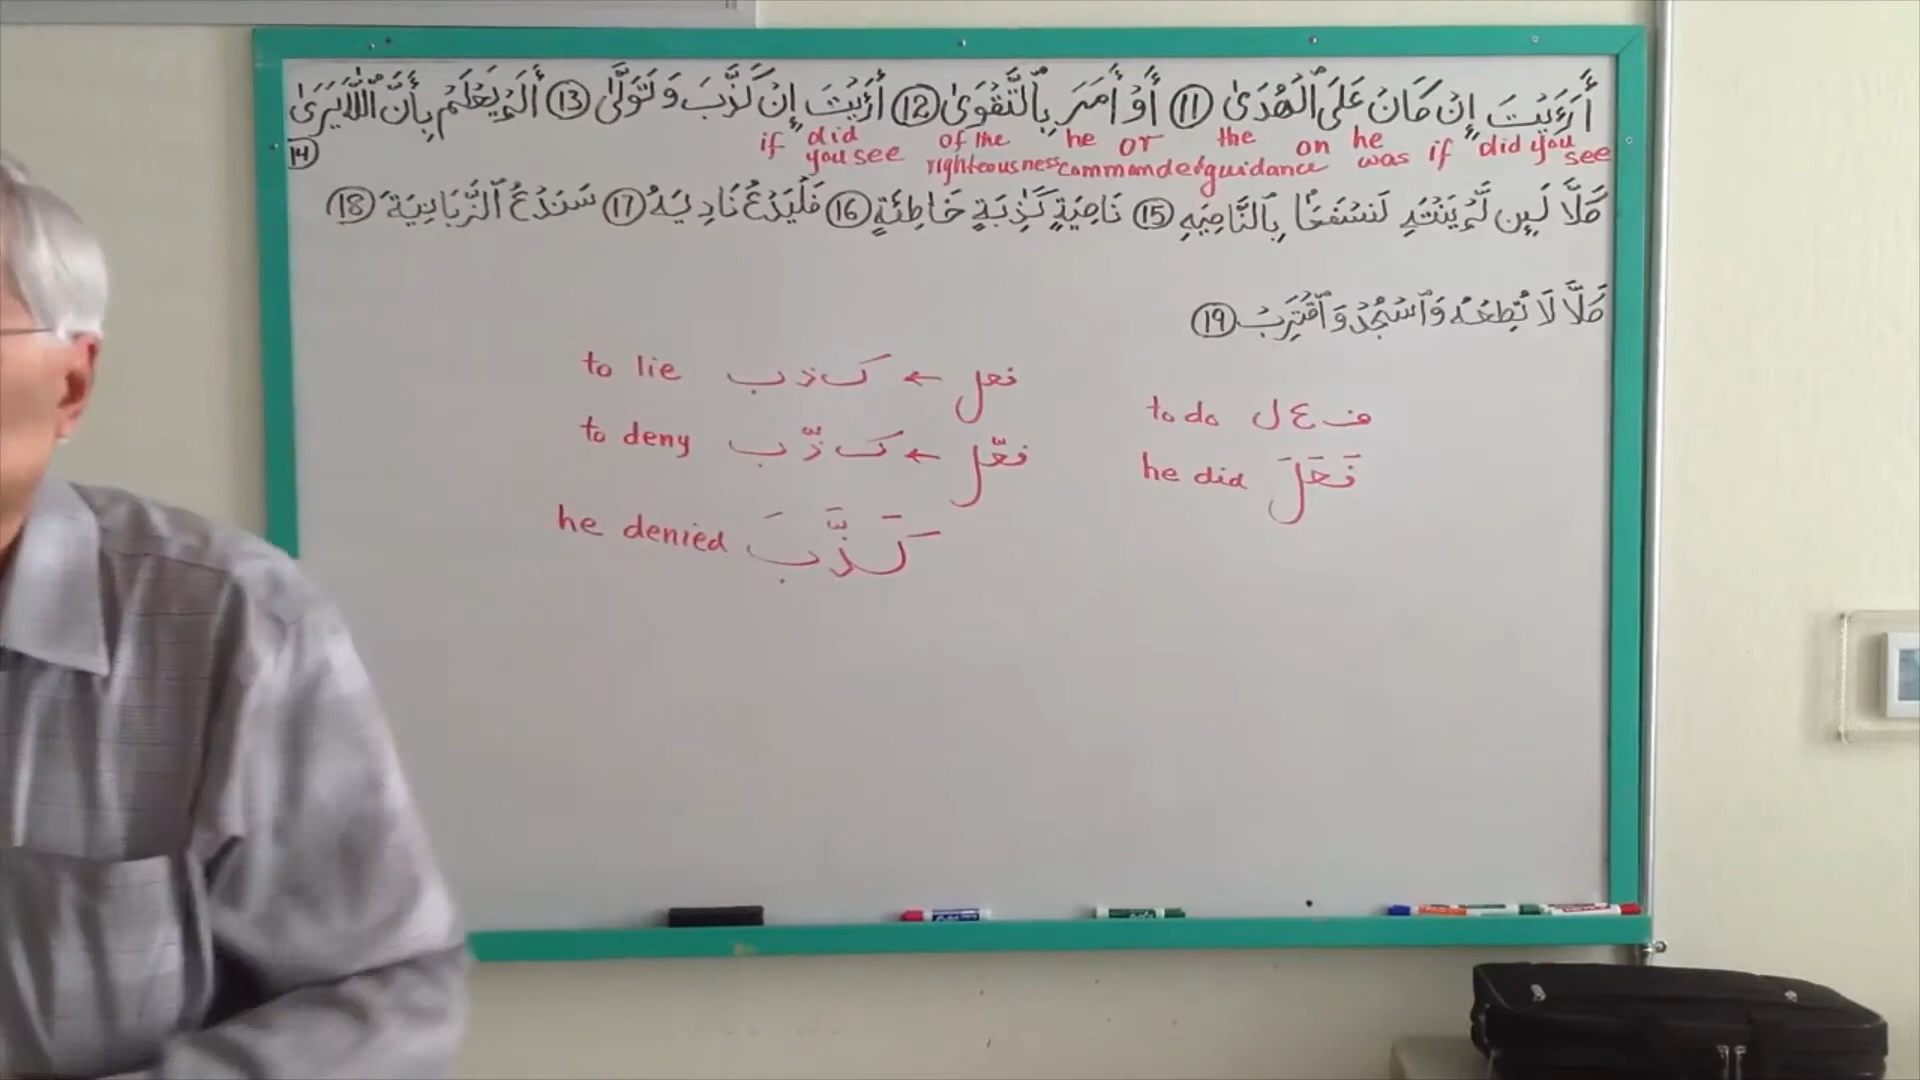 أَرَءَيْتَ إِن كَانَ عَلَى ٱلْهُدَىٰٓ ⑪ أَوْ أَمَرَ بِٱلتَّقْوَىٰٓ ⑫ أَرَءَيْتَ إِن كَذَّبَ وَتَوَلَّىٰٓ ⑬ أَلَمْ يَعْلَم بِأَنَّ ٱللَّهَ يَرَىٰ
⑭
if "did you see of the righteousness he commanded or the guidance on he was if "did you see
كَلَّا لَئِن لَّمْ يَنتَهِ لَنَسْفَعًۢا بِٱلنَّاصِيَةِ ⑮ نَاصِيَةٍ كَٰذِبَةٍ خَاطِئَةٍ ⑯ فَلْيَدْعُ نَادِيَهُۥ ⑰ سَنَدْعُ ٱلزَّبَانِيَةَ ⑱
كَلَّا لَا تُطِعْهُ وَٱسْجُدْ وَٱقْتَرِب ⑲
to lie ک ذ ب ← فعل
to deny ک ذّ ب ← فعّل
he denied كَذَّبَ
to do ف ع ل
he did فَعَلَ